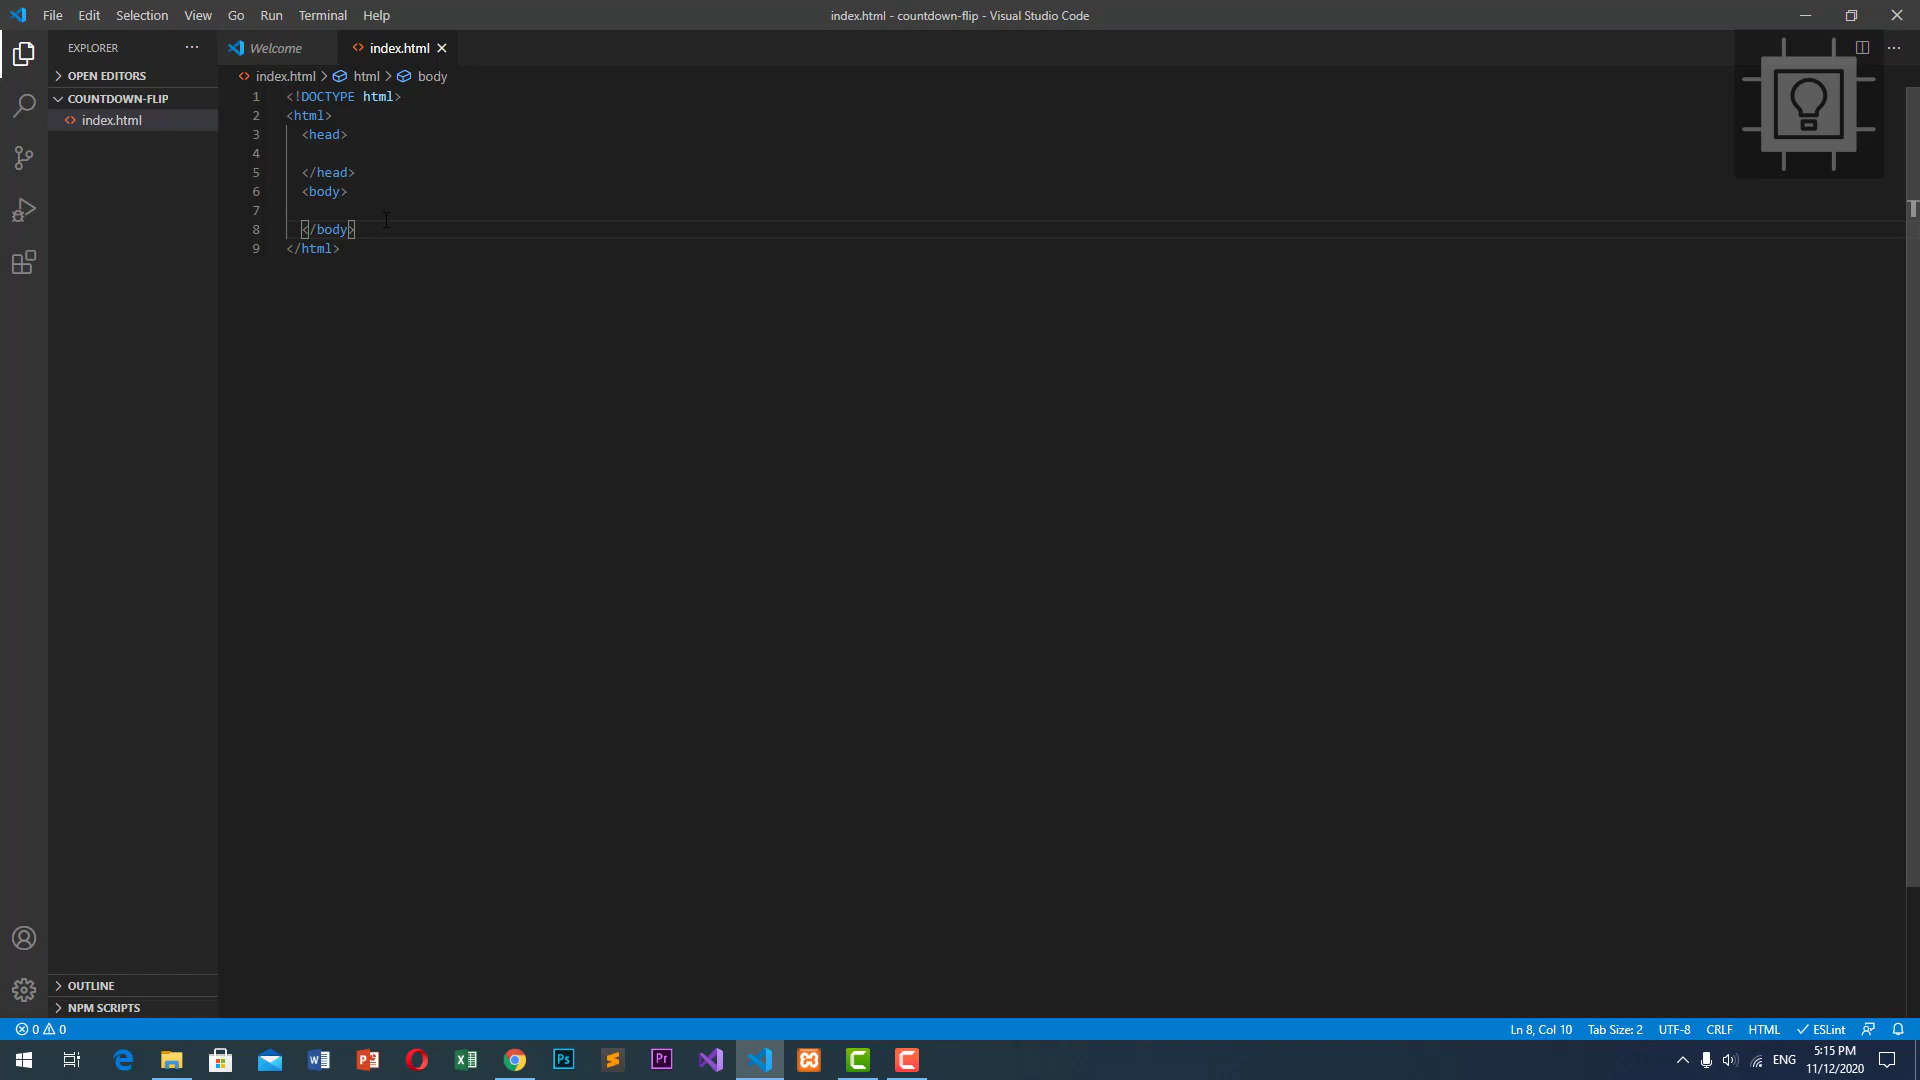 File Edit Selection View Go Run Terminal Help
index.html - countdown-flip - Visual Studio Code
EXPLORER
Welcome
index.html
OPEN EDITORS
index.html > html > body
COUNTDOWN-FLIP
index.html
1 <!DOCTYPE html>
2 <html>
3 <head>
4
5 </head>
6 <body>
7
8 </body>
9 </html>
OUTLINE
NPM SCRIPTS
0 0
Ln 8, Col 10 Tab Size: 2 UTF-8 CRLF HTML ESLint
W P X Ps S Pr C C
ENG
5:15 PM
11/12/2020